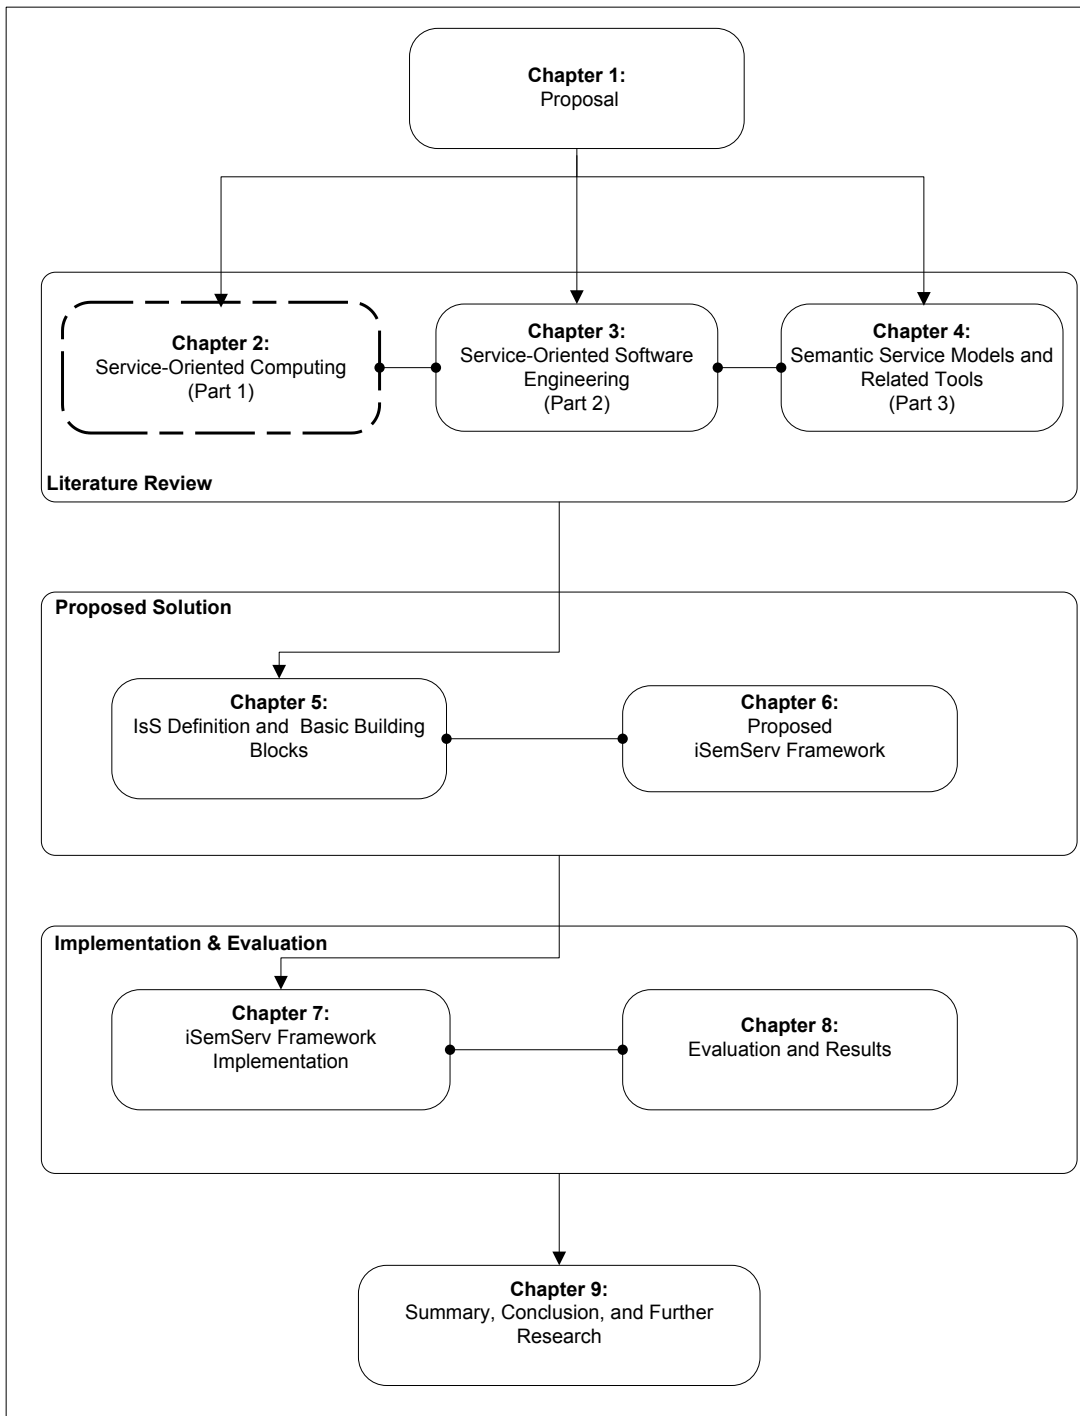 Chapter 1:
Proposal
Chapter 2:
Service-Oriented Computing
(Part 1)
Chapter 3:
Service-Oriented Software
Engineering
(Part 2)
Chapter 4:
Semantic Service Models and
Related Tools
(Part 3)
Literature Review
Proposed Solution
Chapter 5:
IsS Definition and  Basic Building
Blocks
Chapter 6:
Proposed
iSemServ Framework
Implementation & Evaluation
Chapter 7:
iSemServ Framework
Implementation
Chapter 8:
Evaluation and Results
Chapter 9:
Summary, Conclusion, and Further
Research